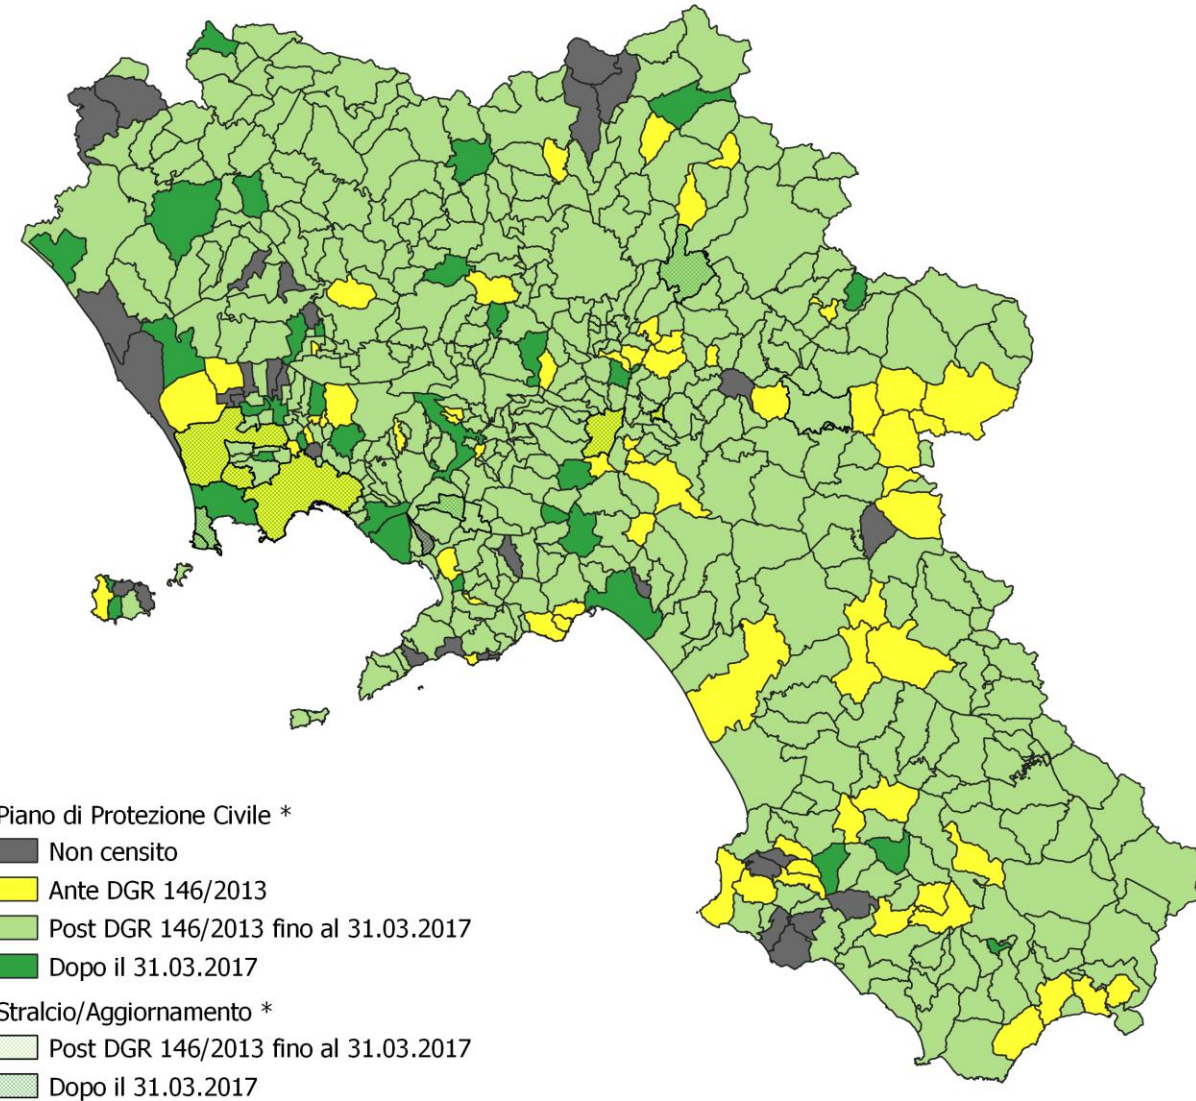 Piano di Protezione Civile *
Non censito
Ante DGR 146/2013
Post DGR 146/2013 fino al 31.03.2017
Dopo il 31.03.2017
Stralcio/Aggiornamento *
Post DGR 146/2013 fino al 31.03.2017
Dopo il 31.03.2017